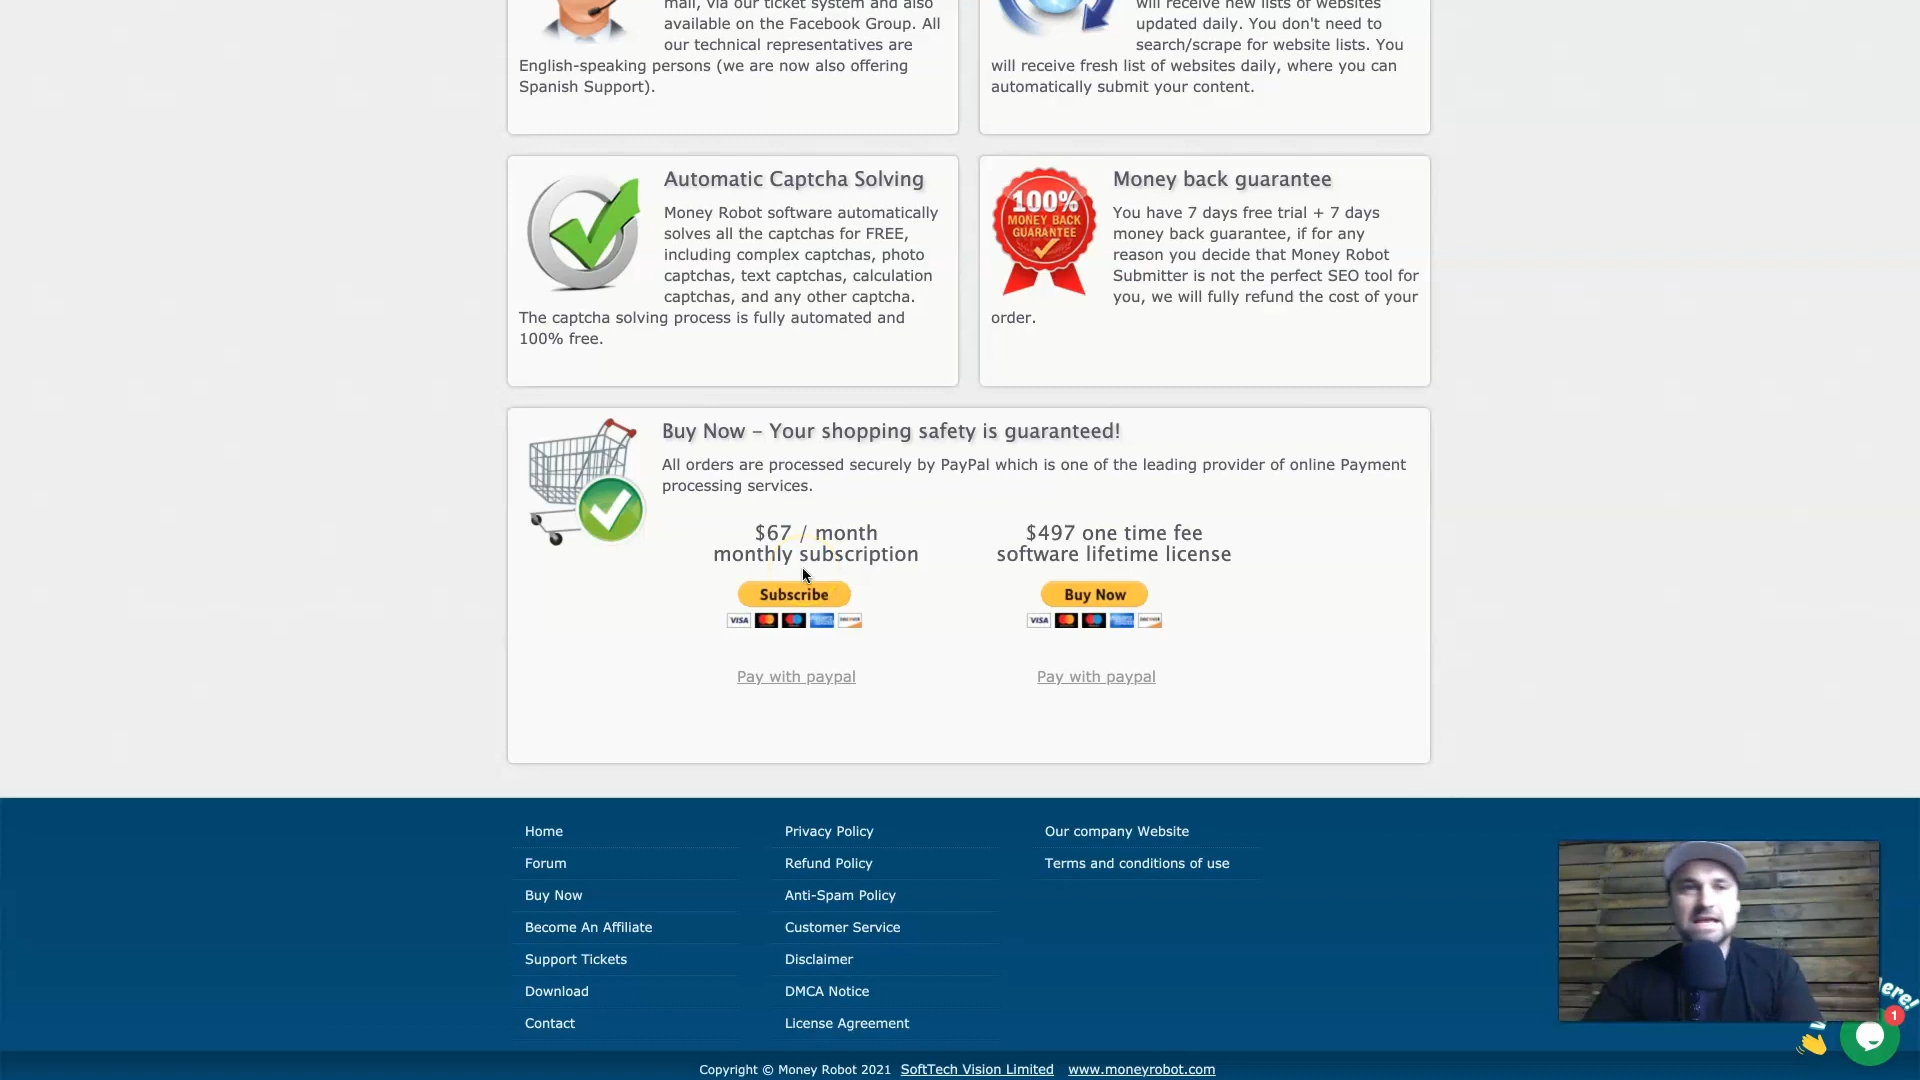 mail, via our ticket system and also
available on the Facebook Group. All
our technical representatives are
English-speaking persons (we are now also offering
Spanish Support).
will receive new lists of websites
updated daily. You don't need to
search/scrape for website lists. You
will receive fresh list of websites daily, where you can
automatically submit your content.
Automatic Captcha Solving
Money Robot software automatically
solves all the captchas for FREE,
including complex captchas, photo
captchas, text captchas, calculation
captchas, and any other captcha.
The captcha solving process is fully automated and
100% free.
100%
MONEY BACK
GUARANTEE
Money back guarantee
You have 7 days free trial + 7 days
money back guarantee, if for any
reason you decide that Money Robot
Submitter is not the perfect SEO tool for
you, we will fully refund the cost of your
order.
Buy Now – Your shopping safety is guaranteed!
All orders are processed securely by PayPal which is one of the leading provider of online Payment
processing services.
$67 / month
monthly subscription
Subscribe
VISA
Pay with paypal
$497 one time fee
software lifetime license
Buy Now
VISA
Pay with paypal
Home
Forum
Buy Now
Become An Affiliate
Support Tickets
Download
Contact
Privacy Policy
Refund Policy
Anti-Spam Policy
Customer Service
Disclaimer
DMCA Notice
License Agreement
Our company Website
Terms and conditions of use
ere!
1
Copyright © Money Robot 2021 SoftTech Vision Limited www.moneyrobot.com